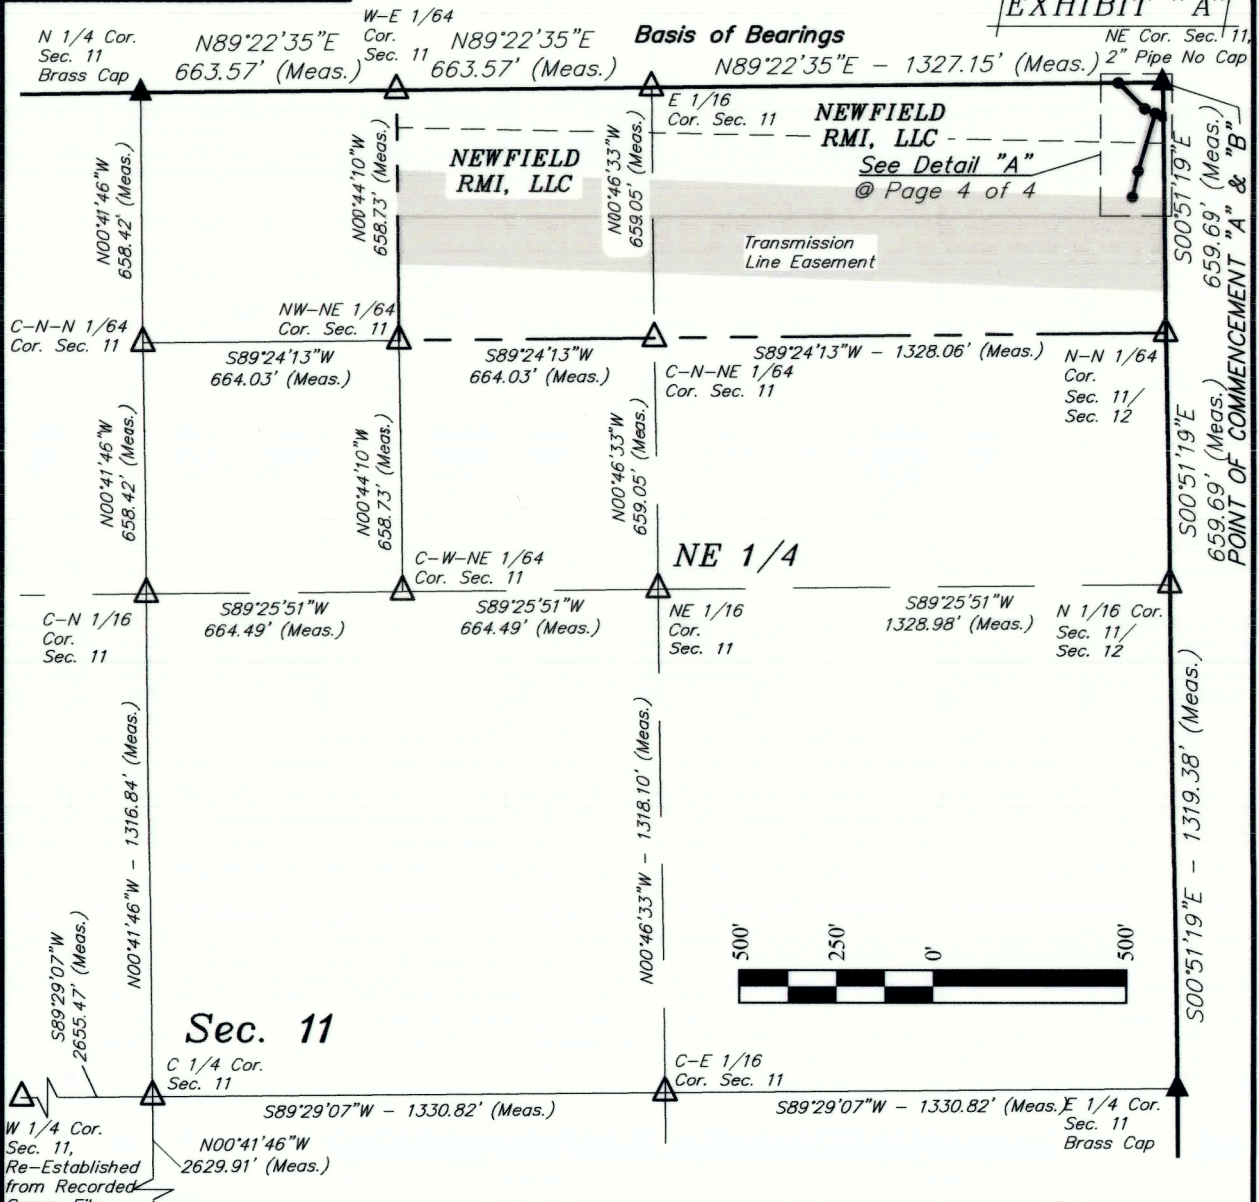 EXHIBIT "A"
N 1/4 Cor.
Sec. 11
Brass Cap
N89°22'35"E
663.57' (Meas.)
W-E 1/64
Cor.
Sec. 11
N89°22'35"E
663.57' (Meas.)
Basis of Bearings
N89°22'35"E - 1327.15' (Meas.)
NE Cor. Sec. 11,
2" Pipe No Cap
E 1/16
Cor. Sec. 11
NEWFIELD
RMI, LLC
NEWFIELD
RMI, LLC
See Detail "A"
@ Page 4 of 4
N00°41'46"W
658.42' (Meas.)
N00°44'10"W
658.73' (Meas.)
N00°46'33"W
659.05' (Meas.)
S00°51'19"E
659.69' (Meas.)
POINT OF COMMENCEMENT "A" & "B"
Transmission
Line Easement
C-N-N 1/64
Cor. Sec. 11
NW-NE 1/64
Cor. Sec. 11
S89°24'13"W
664.03' (Meas.)
S89°24'13"W
664.03' (Meas.)
S89°24'13"W - 1328.06' (Meas.)
C-N-NE 1/64
Cor. Sec. 11
N-N 1/64
Cor.
Sec. 11/
Sec. 12
N00°41'46"W
658.42' (Meas.)
N00°44'10"W
658.73' (Meas.)
N00°46'33"W
659.05' (Meas.)
S00°51'19"E
659.69' (Meas.)
C-W-NE 1/64
Cor. Sec. 11
NE 1/4
C-N 1/16
Cor.
Sec. 11
S89°25'51"W
664.49' (Meas.)
S89°25'51"W
664.49' (Meas.)
NE 1/16
Cor.
Sec. 11
S89°25'51"W
1328.98' (Meas.)
N 1/16 Cor.
Sec. 11/
Sec. 12
N00°41'46"W - 1316.84' (Meas.)
N00°46'33"W - 1318.10' (Meas.)
S00°51'19"E - 1319.38' (Meas.)
500'
250'
0'
500'
S89°29'07"W
2655.47' (Meas.)
Sec. 11
C 1/4 Cor.
Sec. 11
C-E 1/16
Cor. Sec. 11
S89°29'07"W - 1330.82' (Meas.)
S89°29'07"W - 1330.82' (Meas.)
E 1/4 Cor.
Sec. 11
Brass Cap
W 1/4 Cor.
Sec. 11,
Re-Established
from Recorded
N00°41'46"W
2629.91' (Meas.)